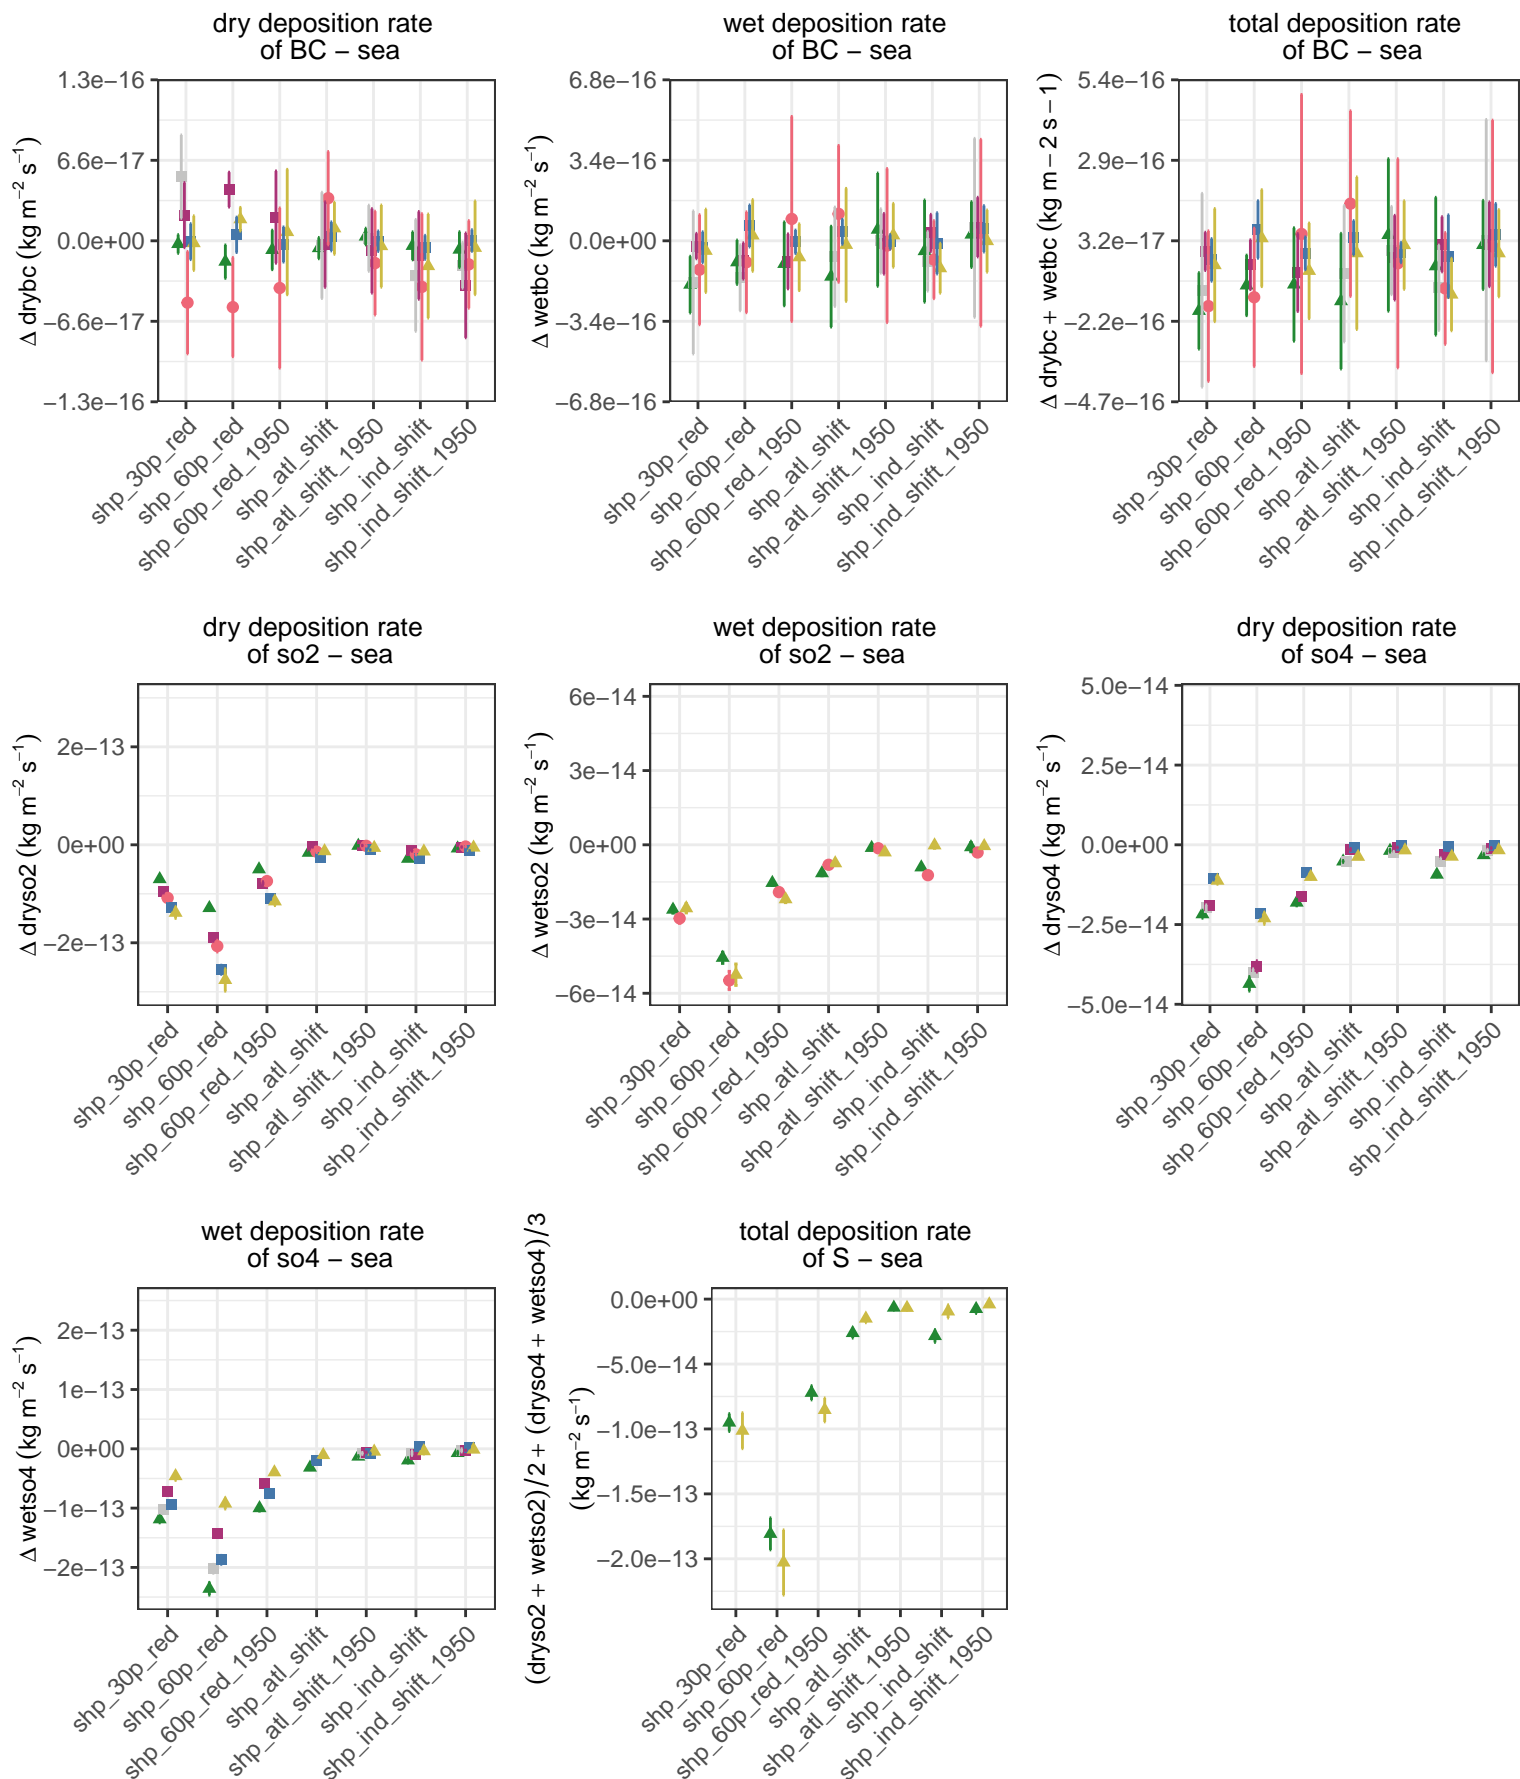 dry deposition rate
of BC − sea
Δ drybc (kg m−2 s−1)
1.3e−16
6.6e−17
0.0e+00
−6.6e−17
−1.3e−16
shp_30p_red
shp_60p_red
shp_60p_red_1950
shp_atl_shift
shp_atl_shift_1950
shp_ind_shift
shp_ind_shift_1950
wet deposition rate
of BC − sea
Δ wetbc (kg m−2 s−1)
6.8e−16
3.4e−16
0.0e+00
−3.4e−16
−6.8e−16
shp_30p_red
shp_60p_red
shp_60p_red_1950
shp_atl_shift
shp_atl_shift_1950
shp_ind_shift
shp_ind_shift_1950
total deposition rate
of BC − sea
Δ drybc + wetbc (kg m − 2 s − 1)
5.4e−16
2.9e−16
3.2e−17
−2.2e−16
−4.7e−16
shp_30p_red
shp_60p_red
shp_60p_red_1950
shp_atl_shift
shp_atl_shift_1950
shp_ind_shift
shp_ind_shift_1950
dry deposition rate
of so2 − sea
Δ dryso2 (kg m−2 s−1)
2e−13
0e+00
−2e−13
shp_30p_red
shp_60p_red
shp_60p_red_1950
shp_atl_shift
shp_atl_shift_1950
shp_ind_shift
shp_ind_shift_1950
wet deposition rate
of so2 − sea
Δ wetso2 (kg m−2 s−1)
6e−14
3e−14
0e+00
−3e−14
−6e−14
shp_30p_red
shp_60p_red
shp_60p_red_1950
shp_atl_shift
shp_atl_shift_1950
shp_ind_shift
shp_ind_shift_1950
dry deposition rate
of so4 − sea
Δ dryso4 (kg m−2 s−1)
5.0e−14
2.5e−14
0.0e+00
−2.5e−14
−5.0e−14
shp_30p_red
shp_60p_red
shp_60p_red_1950
shp_atl_shift
shp_atl_shift_1950
shp_ind_shift
shp_ind_shift_1950
wet deposition rate
of so4 − sea
Δ wetso4 (kg m−2 s−1)
2e−13
1e−13
0e+00
−1e−13
−2e−13
shp_30p_red
shp_60p_red
shp_60p_red_1950
shp_atl_shift
shp_atl_shift_1950
shp_ind_shift
shp_ind_shift_1950
total deposition rate
of S − sea
(dryso2 + wetso2)/2 + (dryso4 + wetso4)/3
(kg m−2 s−1)
0.0e+00
−5.0e−14
−1.0e−13
−1.5e−13
−2.0e−13
shp_30p_red
shp_60p_red
shp_60p_red_1950
shp_atl_shift
shp_atl_shift_1950
shp_ind_shift
shp_ind_shift_1950